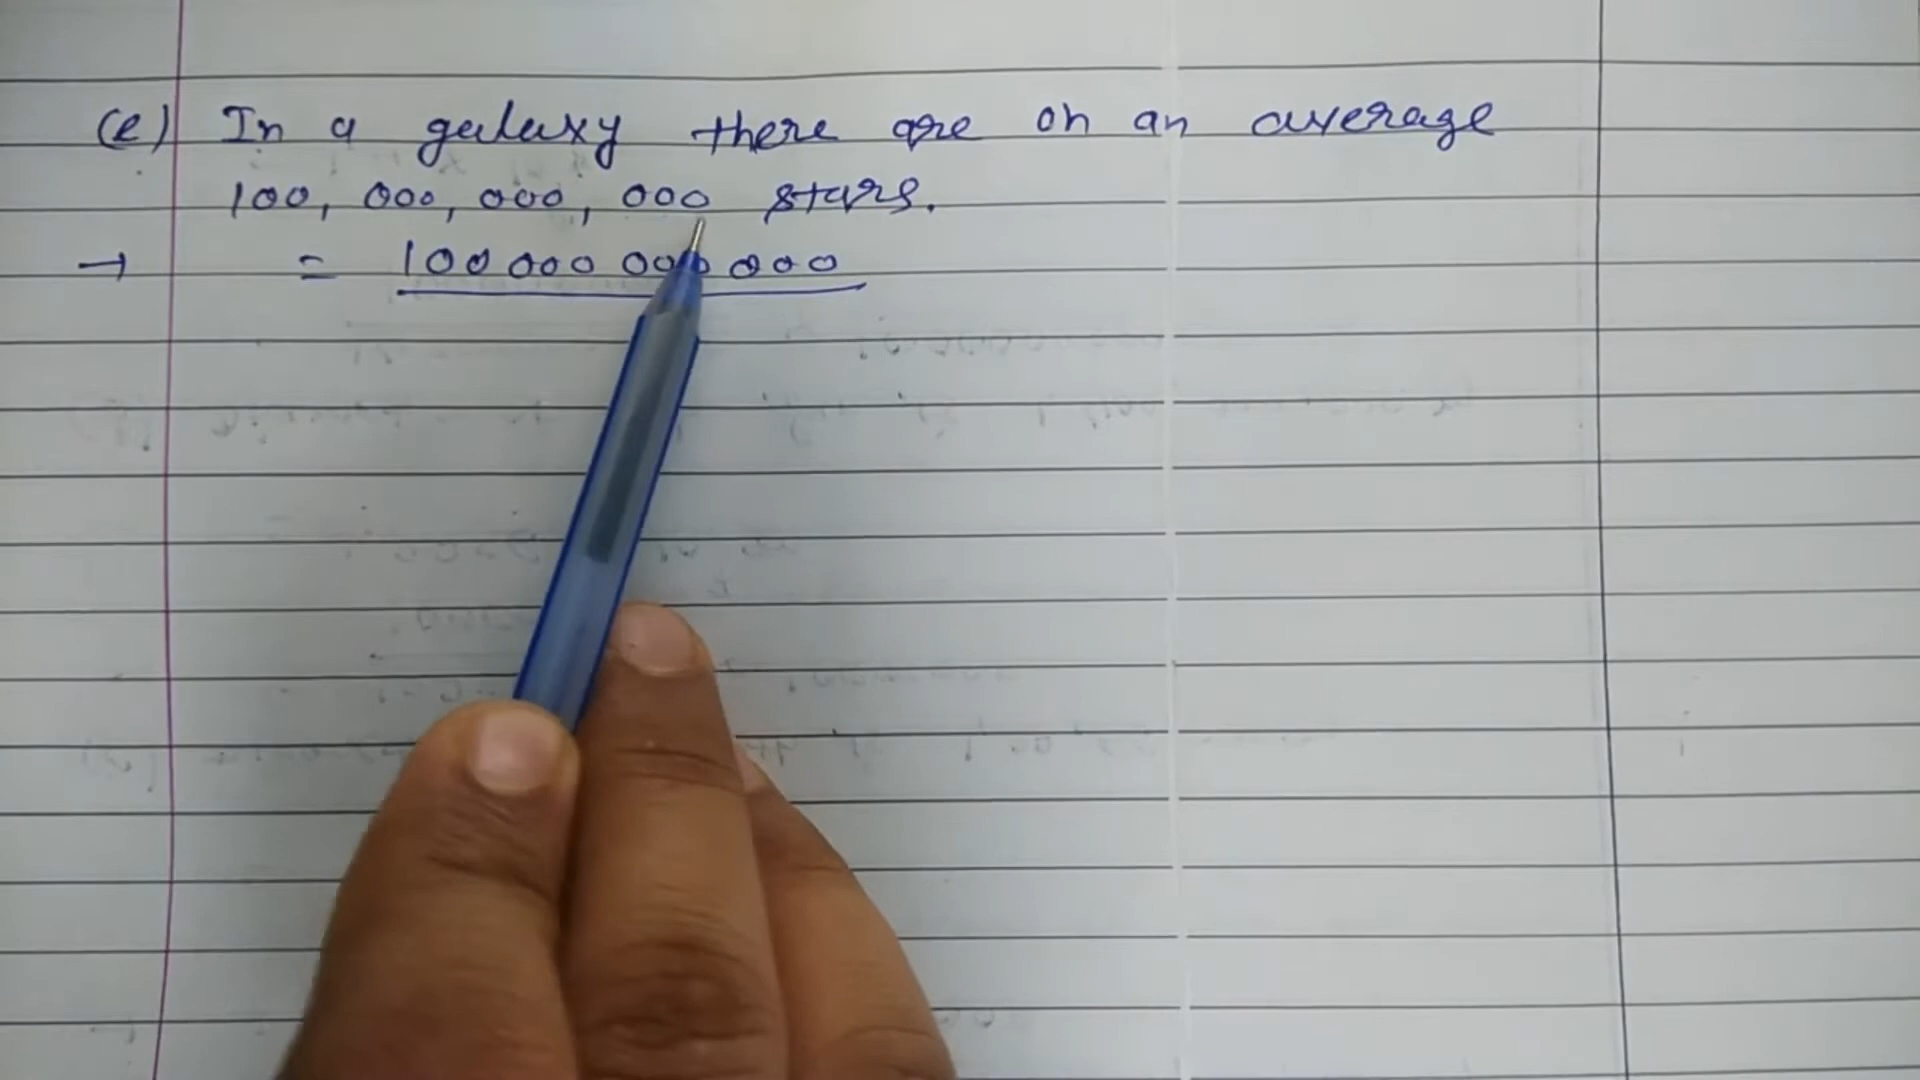 (e) In a galaxy there are on an average
100, 000, 000, 000 stars.
→ = 100 000 000 000